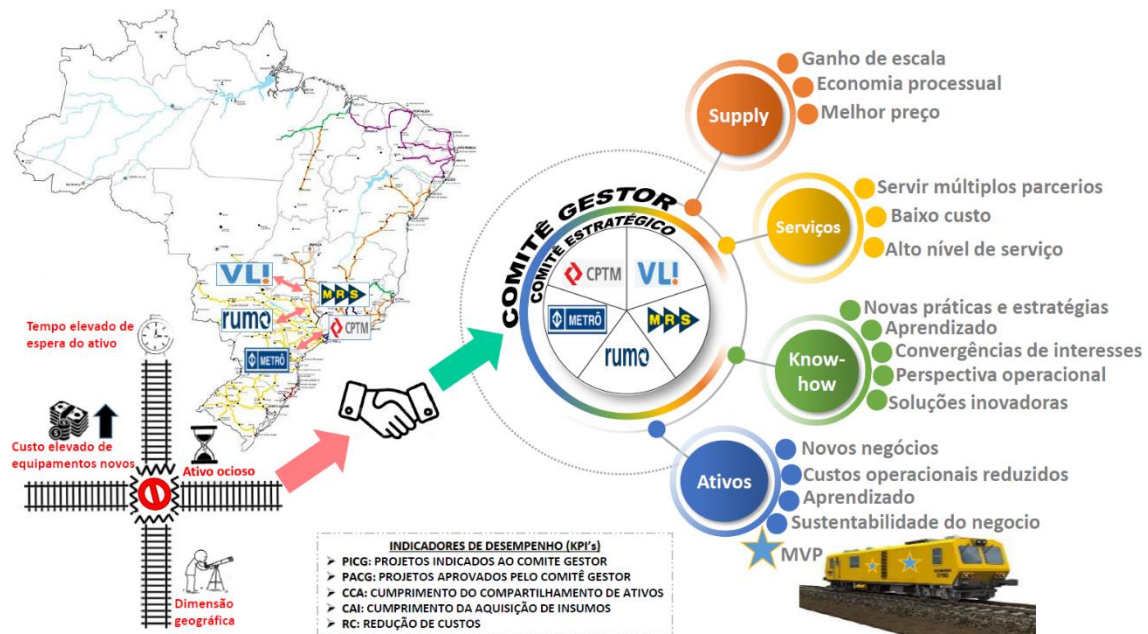 Ganho de escala
Economia processual
Melhor preço
Supply
Servir múltiplos parcerios
Baixo custo
Alto nível de serviço
Serviços
Novas práticas e estratégias
Aprendizado
Convergências de interesses
Perspectiva operacional
Soluções inovadoras
Know-
how
Novos negócios
Custos operacionais reduzidos
Aprendizado
Sustentabilidade do negocio
Ativos
MVP
COMITÊ GESTOR
COMITÊ ESTRATÉGICO
CPTM
VL!
METRÔ
MRS
rumo
VL!
MRS
rumo
CPTM
METRÔ
Tempo elevado de
espera do ativo
Custo elevado de
equipamentos novos
Ativo ocioso
Dimensão
geográfica
INDICADORES DE DESEMPENHO (KPI's)
PICG: PROJETOS INDICADOS AO COMITE GESTOR
PACG: PROJETOS APROVADOS PELO COMITÊ GESTOR
CCA: CUMPRIMENTO DO COMPARTILHAMENTO DE ATIVOS
CAI: CUMPRIMENTO DA AQUISIÇÃO DE INSUMOS
RC: REDUÇÃO DE CUSTOS